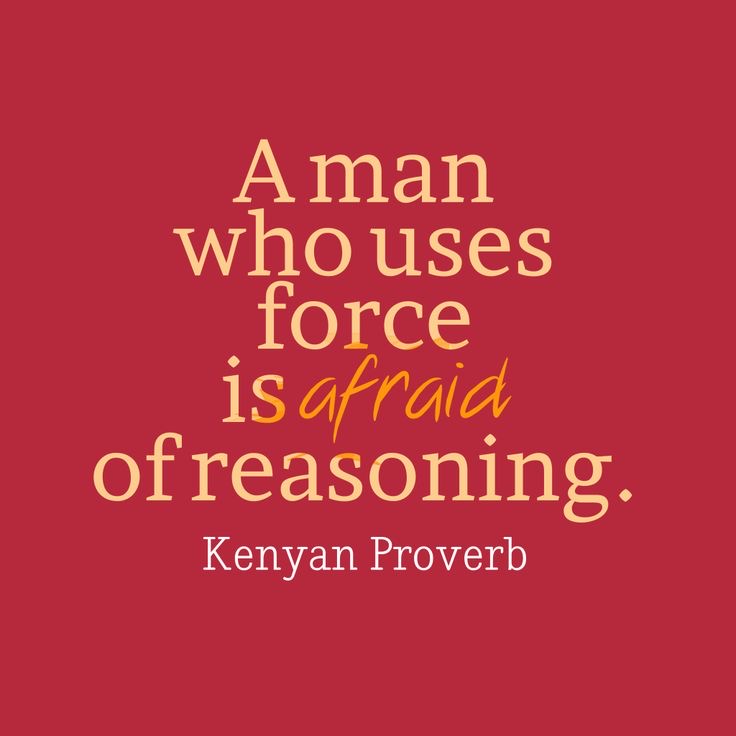 A man
who uses
force
is afraid
of reasoning.
Kenyan Proverb